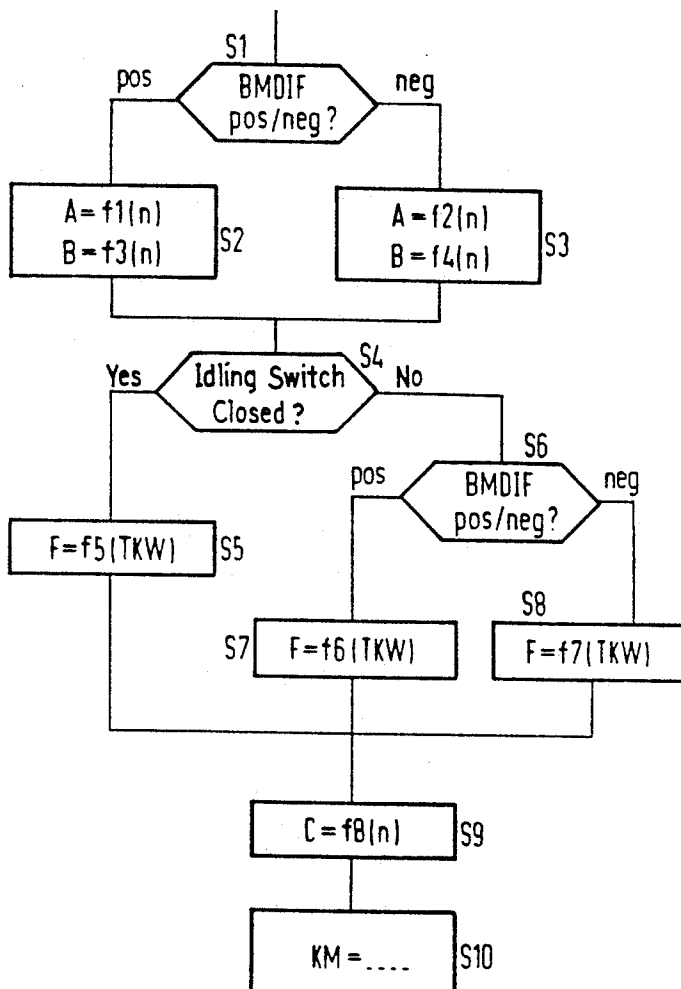 S1
pos
BMDIF
pos/neg?
neg
A=f1(n)
B=f3(n)
S2
A=f2(n)
B=f4(n)
S3
S4
Yes
Idling Switch
Closed?
No
S6
pos
BMDIF
pos/neg?
neg
F=f5(TKW)
S5
S7
F=f6(TKW)
S8
F=f7(TKW)
C=f8(n)
S9
KM=....
S10